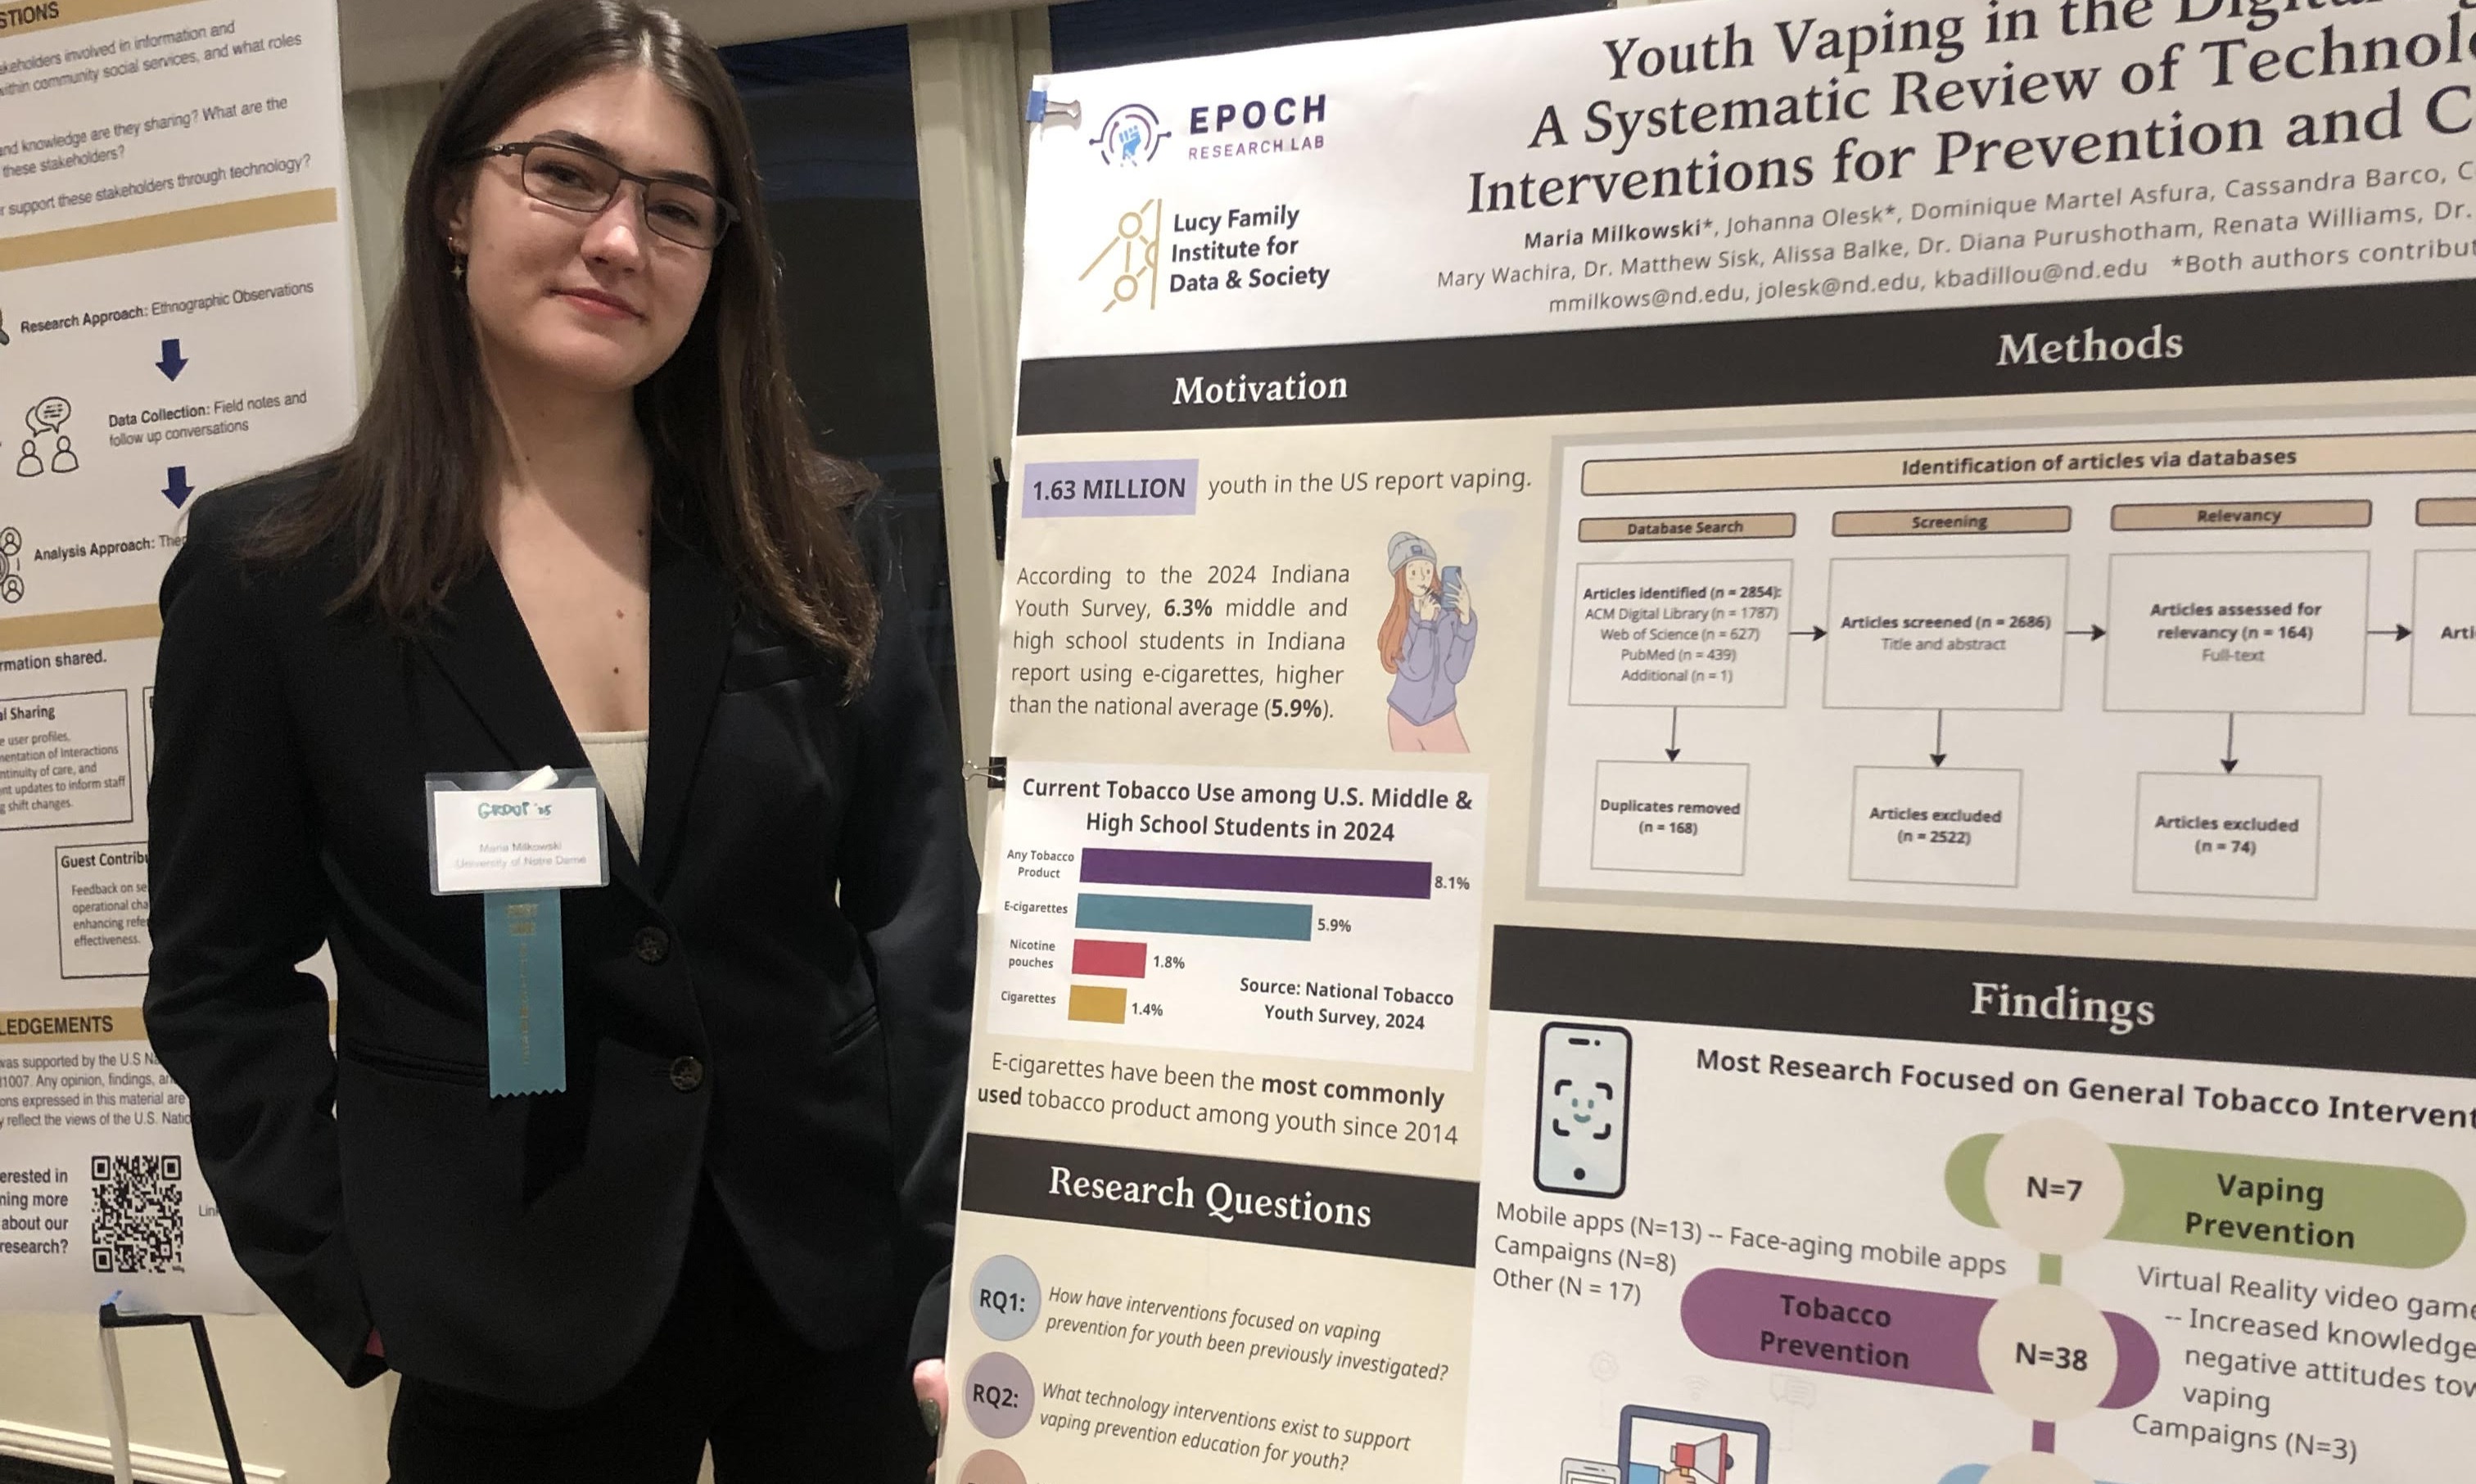 STIONS
keholders involved in information and
within community social services, and what roles
and knowledge are they sharing? What are the
these stakeholders?
r support these stakeholders through technology?
Research Approach: Ethnographic Observations
Data Collection: Field notes and
follow up conversations
Analysis Approach:
rmation shared.
al Sharing
e user profiles,
mentation of Interactions
ntinuity of care, and
nt updates to inform staff
g shift changes.
Guest Contrib
Feedback on se
operational cha
enhancing refe
effectiveness.
LEDGEMENTS
was supported by the U.S Na
1007. Any opinion, findings, an
ons expressed in this material are
y reflect the views of the U.S. Natio
erested in
ning more
about our
research?
Link
GROOT '25
Maria Milkowski
University of Notre Dame
EPOCH
RESEARCH LAB
Lucy Family
Institute for
Data & Society
Youth Vaping in the Digital
A Systematic Review of Technol
Interventions for Prevention and C
Maria Milkowski*, Johanna Olesk*, Dominique Martel Asfura, Cassandra Barco, C
Mary Wachira, Dr. Matthew Sisk, Alissa Balke, Dr. Diana Purushotham, Renata Williams, Dr.
mmilkows@nd.edu, jolesk@nd.edu, kbadillou@nd.edu *Both authors contribut
Motivation
1.63 MILLION youth in the US report vaping.
According to the 2024 Indiana
Youth Survey, 6.3% middle and
high school students in Indiana
report using e-cigarettes, higher
than the national average (5.9%).
Current Tobacco Use among U.S. Middle &
High School Students in 2024
Any Tobacco
Product
8.1%
E-cigarettes
5.9%
Nicotine
pouches
1.8%
Cigarettes
1.4%
Source: National Tobacco
Youth Survey, 2024
E-cigarettes have been the most commonly
used tobacco product among youth since 2014
Research Questions
RQ1: How have interventions focused on vaping
prevention for youth been previously investigated?
RQ2: What technology interventions exist to support
vaping prevention education for youth?
Methods
Identification of articles via databases
Database Search
Screening
Relevancy
Articles identified (n = 2854):
ACM Digital Library (n = 1787)
Web of Science (n = 627)
PubMed (n = 439)
Additional (n = 1)
Articles screened (n = 2686)
Title and abstract
Articles assessed for
relevancy (n = 164)
Full-text
Arti
Duplicates removed
(n = 168)
Articles excluded
(n = 2522)
Articles excluded
(n = 74)
Findings
Most Research Focused on General Tobacco Intervent
N=7
Vaping
Prevention
Mobile apps (N=13) -- Face-aging mobile apps
Campaigns (N=8)
Other (N = 17)
Tobacco
Prevention
N=38
Virtual Reality video game
-- Increased knowledge
negative attitudes tow
vaping
Campaigns (N=3)